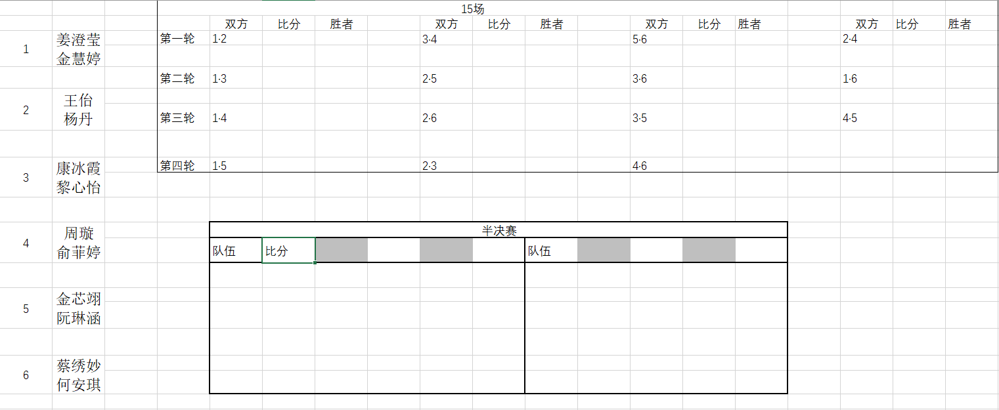 15场
双方 比分 胜者 双方 比分 胜者 双方 比分 胜者 双方 比分 胜者
1 姜澄莹 第一轮 1·2 3·4 5·6 2·4
金慧婷
第二轮 1·3 2·5 3·6 1·6
2 王佁
杨丹 第三轮 1·4 2·6 3·5 4·5
3 康冰霞 第四轮 1·5 2·3 4·6
黎心怡
半决赛
4 周璇
俞菲婷 队伍 比分 队伍
5 金芯翊
阮琳涵
6 蔡绣妙
何安琪